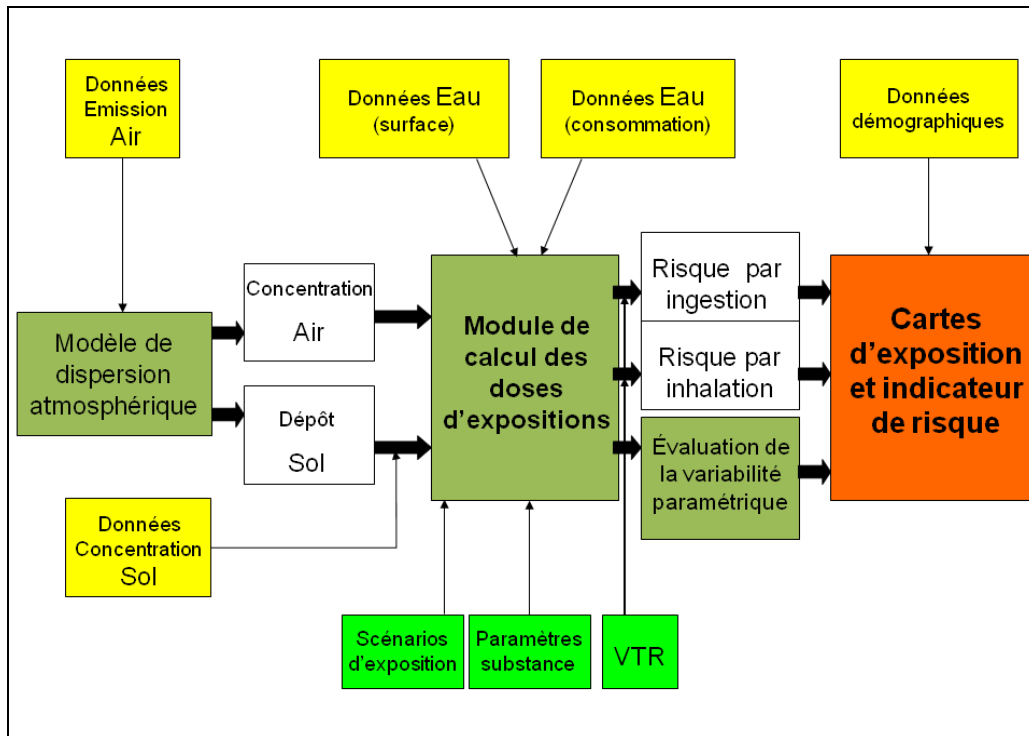 Données
Emission
Air
Données Eau
(surface)
Données Eau
(consommation)
Données
démographiques
Modèle de
dispersion
atmosphérique
Concentration
Air
Dépôt
Sol
Données
Concentration
Sol
Module de
calcul des
doses
d'expositions
Risque par
ingestion
Risque par
inhalation
Évaluation de
la variabilité
paramétrique
Cartes
d'exposition
et indicateur
de risque
Scénarios
d'exposition
Paramètres
substance
VTR